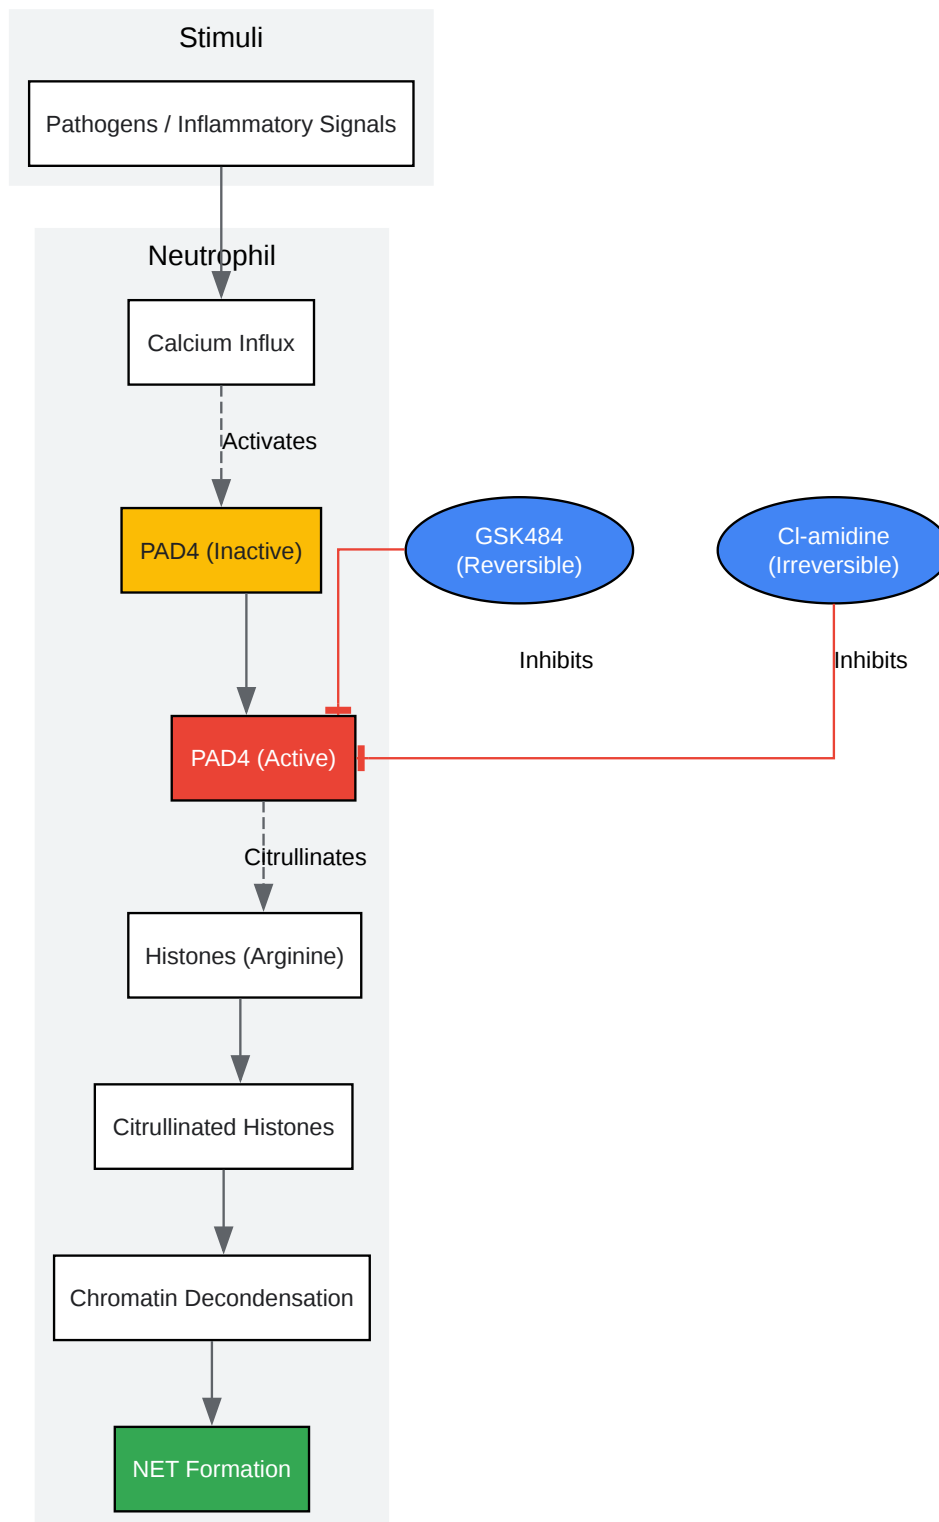 Stimuli
Pathogens / Inflammatory Signals
Neutrophil
Calcium Influx
Activates
PAD4 (Inactive)
GSK484
(Reversible)
Cl-amidine
(Irreversible)
Inhibits
Inhibits
PAD4 (Active)
Citrullinates
Histones (Arginine)
Citrullinated Histones
Chromatin Decondensation
NET Formation